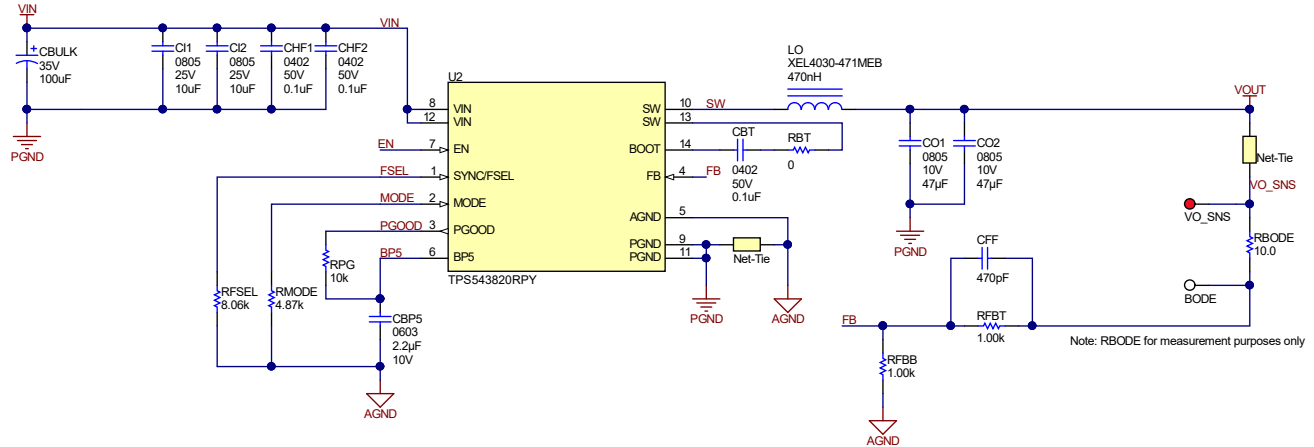 VIN
VIN
+
CBULK
35V
100uF
CI1
0805
25V
10uF
CI2
0805
25V
10uF
CHF1
0402
50V
0.1uF
CHF2
0402
50V
0.1uF
PGND
U2
8 VIN
12 VIN
EN 7 EN
FSEL 1 SYNC/FSEL
MODE 2 MODE
PGOOD 3 PGOOD
BP5 6 BP5
SW 10 SW
SW 13
BOOT 14
FB 4 FB
AGND 5
PGND 9
PGND 11
TPS543820RPY
RPG
10k
RFSEL
8.06k
RMODE
4.87k
CBP5
0603
2.2µF
10V
AGND
Net-Tie
PGND
AGND
CBT
0402
50V
0.1uF
RBT
0
LO
XEL4030-471MEB
470nH
CO1
0805
10V
47µF
CO2
0805
10V
47µF
PGND
VOUT
Net-Tie
VO_SNS
VO_SNS
RBODE
10.0
BODE
CFF
470pF
FB
RFBT
1.00k
RFBB
1.00k
AGND
Note: RBODE for measurement purposes only